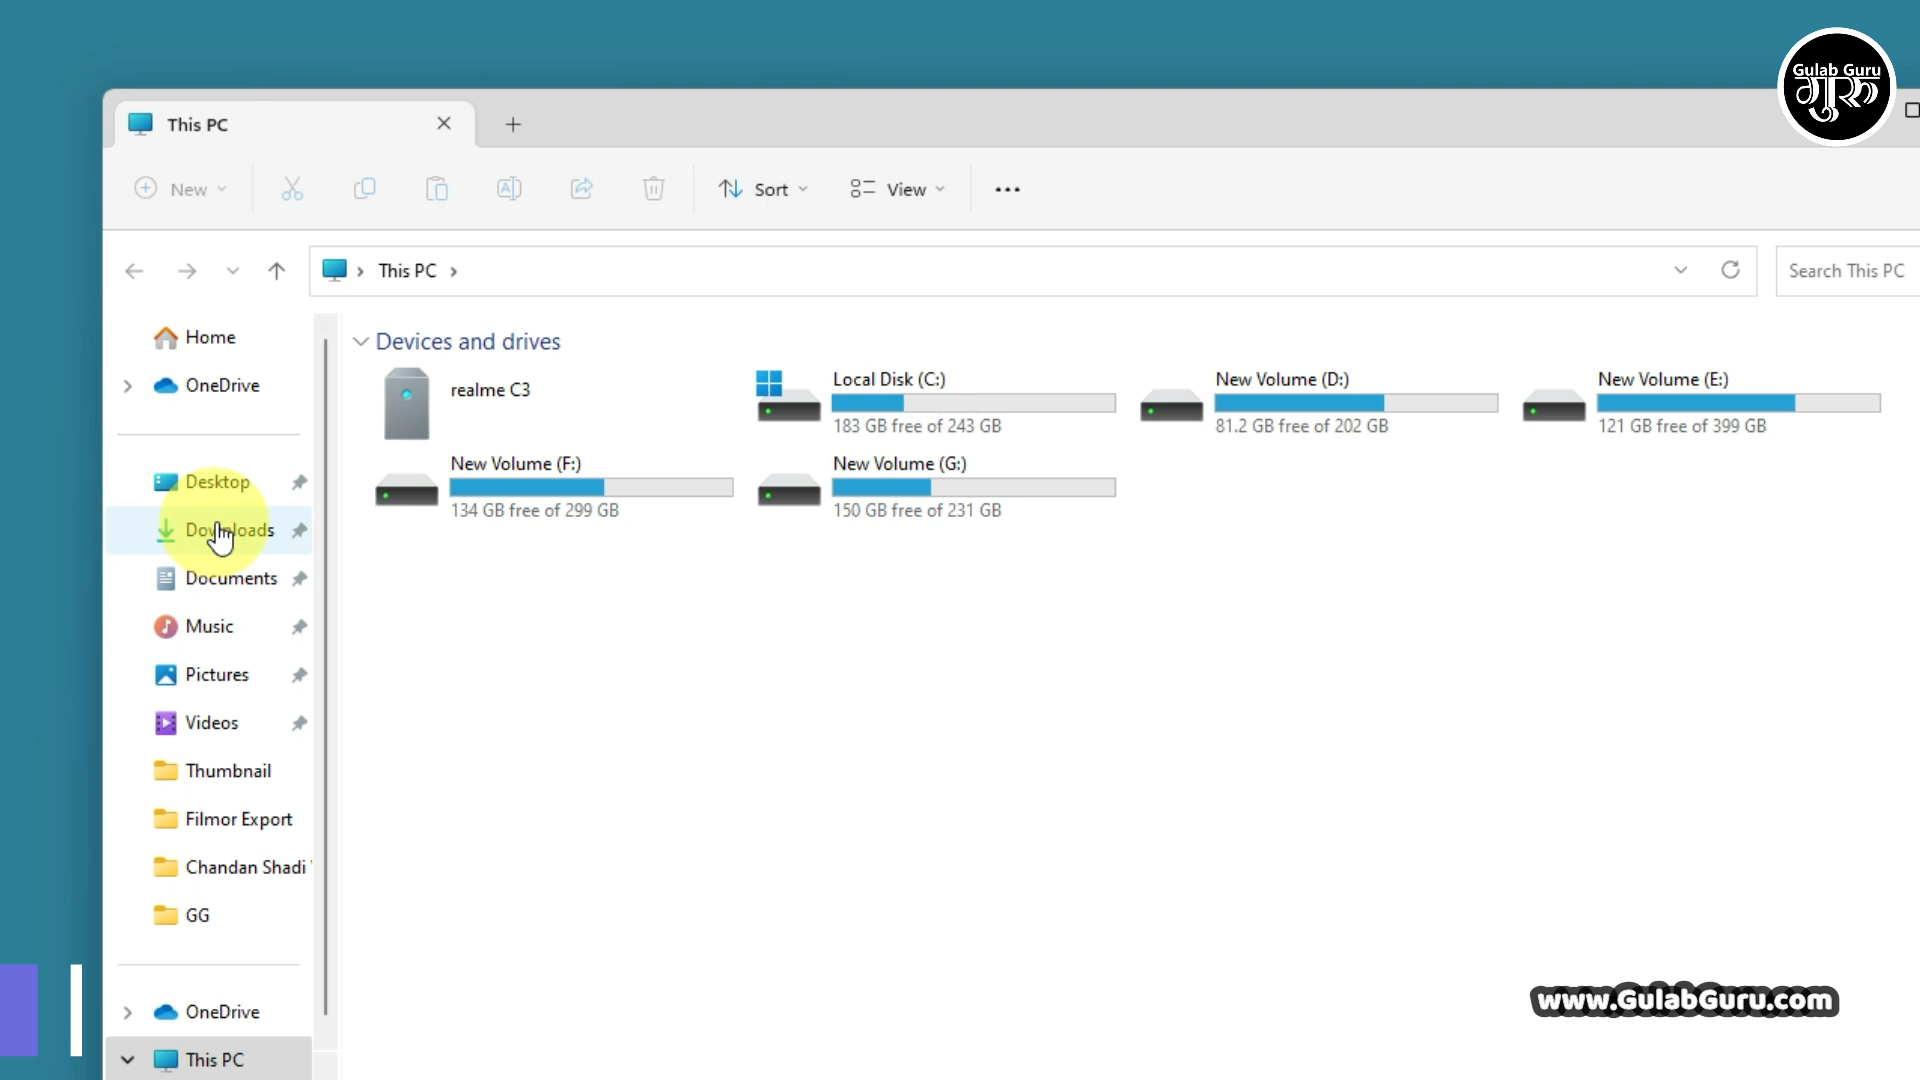 Gulab Guru
गुरू
This PC
New
Sort
View
This PC
Search This PC
Home
OneDrive
Desktop
Downloads
Documents
Music
Pictures
Videos
Thumbnail
Filmor Export
Chandan Shadi
GG
OneDrive
This PC
Devices and drives
realme C3
Local Disk (C:)
183 GB free of 243 GB
New Volume (D:)
81.2 GB free of 202 GB
New Volume (E:)
121 GB free of 399 GB
New Volume (F:)
134 GB free of 299 GB
New Volume (G:)
150 GB free of 231 GB
www.GulabGuru.com